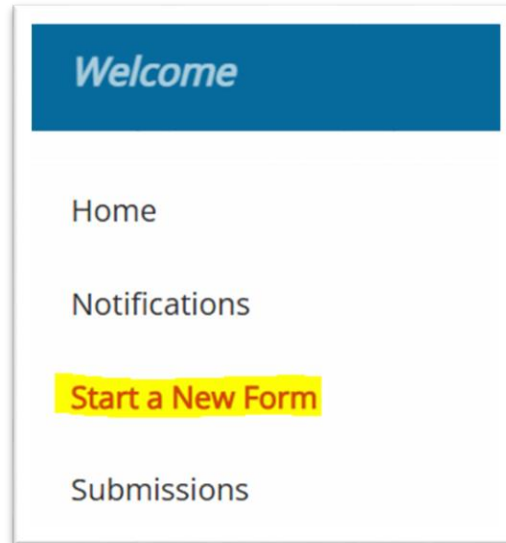 Welcome
Home
Notifications
Start a New Form
Submissions